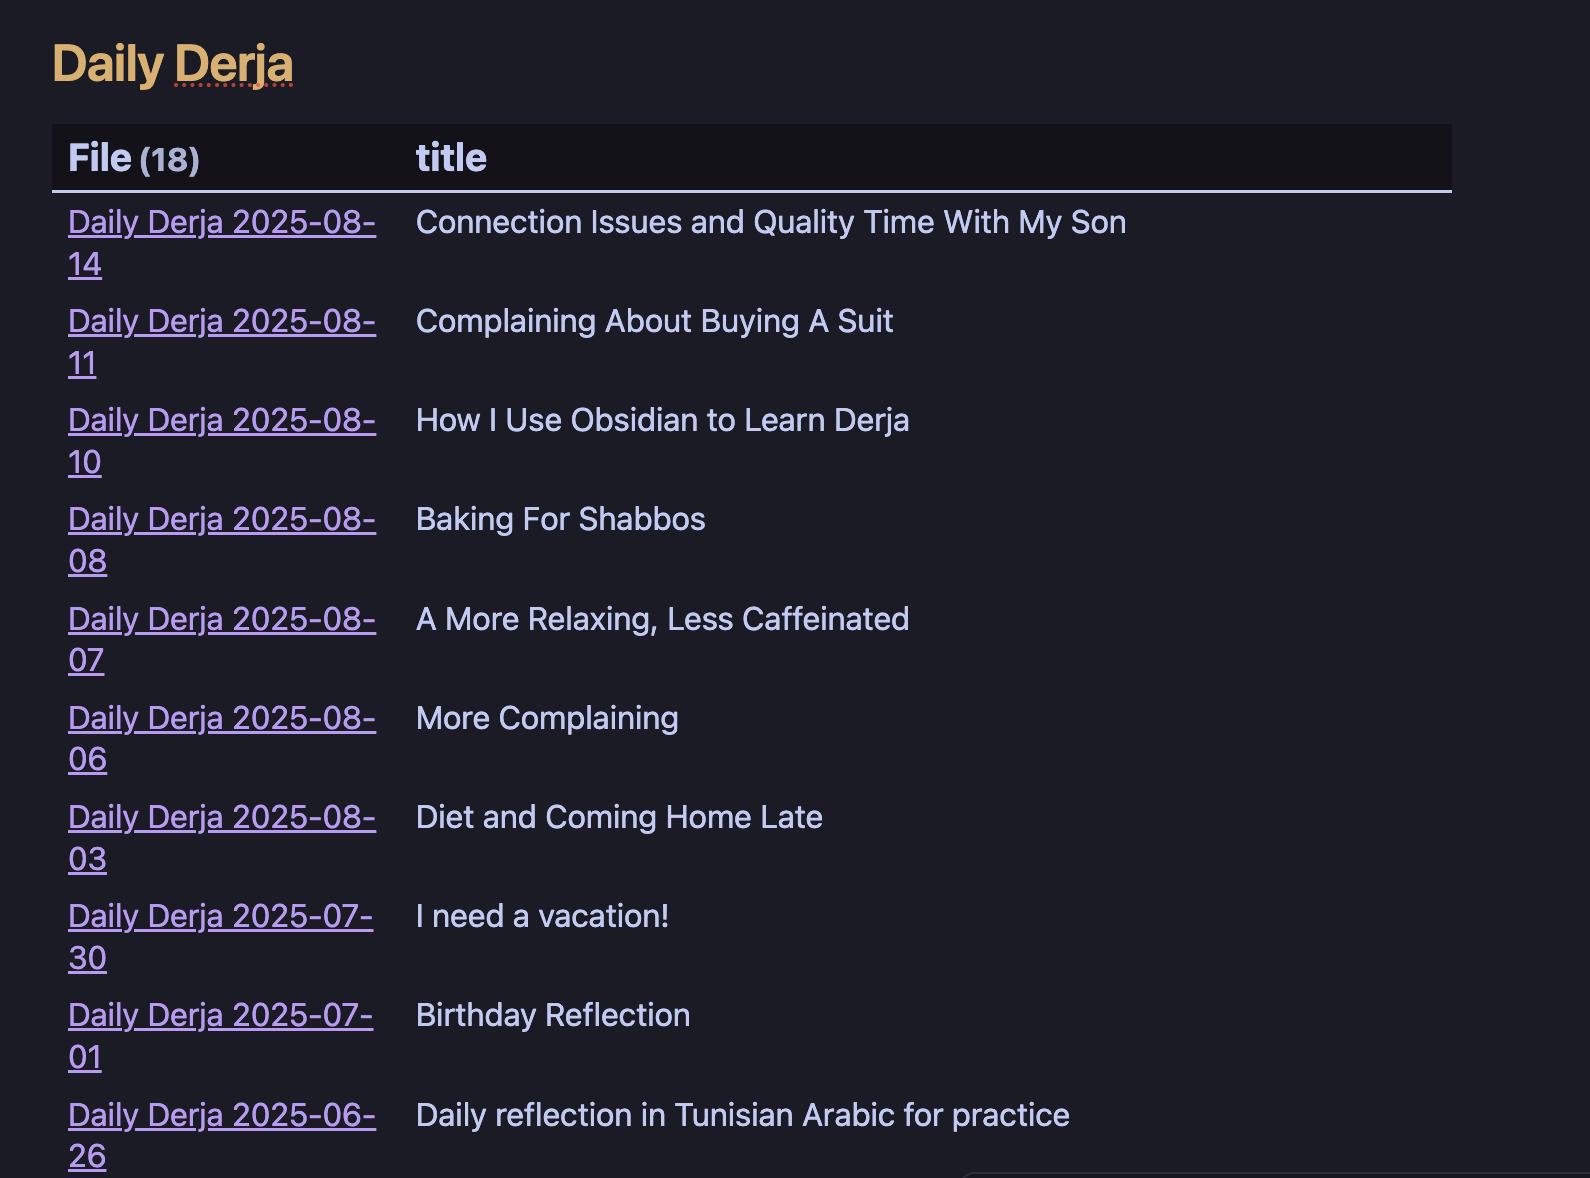 Daily Derja
File (18) title
Daily Derja 2025-08- Connection Issues and Quality Time With My Son
14
Daily Derja 2025-08- Complaining About Buying A Suit
11
Daily Derja 2025-08- How I Use Obsidian to Learn Derja
10
Daily Derja 2025-08- Baking For Shabbos
08
Daily Derja 2025-08- A More Relaxing, Less Caffeinated
07
Daily Derja 2025-08- More Complaining
06
Daily Derja 2025-08- Diet and Coming Home Late
03
Daily Derja 2025-07- I need a vacation!
30
Daily Derja 2025-07- Birthday Reflection
01
Daily Derja 2025-06- Daily reflection in Tunisian Arabic for practice
26